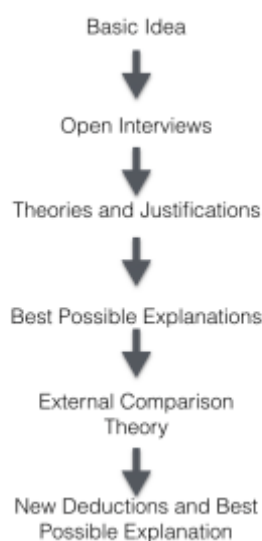 Basic Idea
Open Interviews
Theories and Justifications
Best Possible Explanations
External Comparison
Theory
New Deductions and Best
Possible Explanation